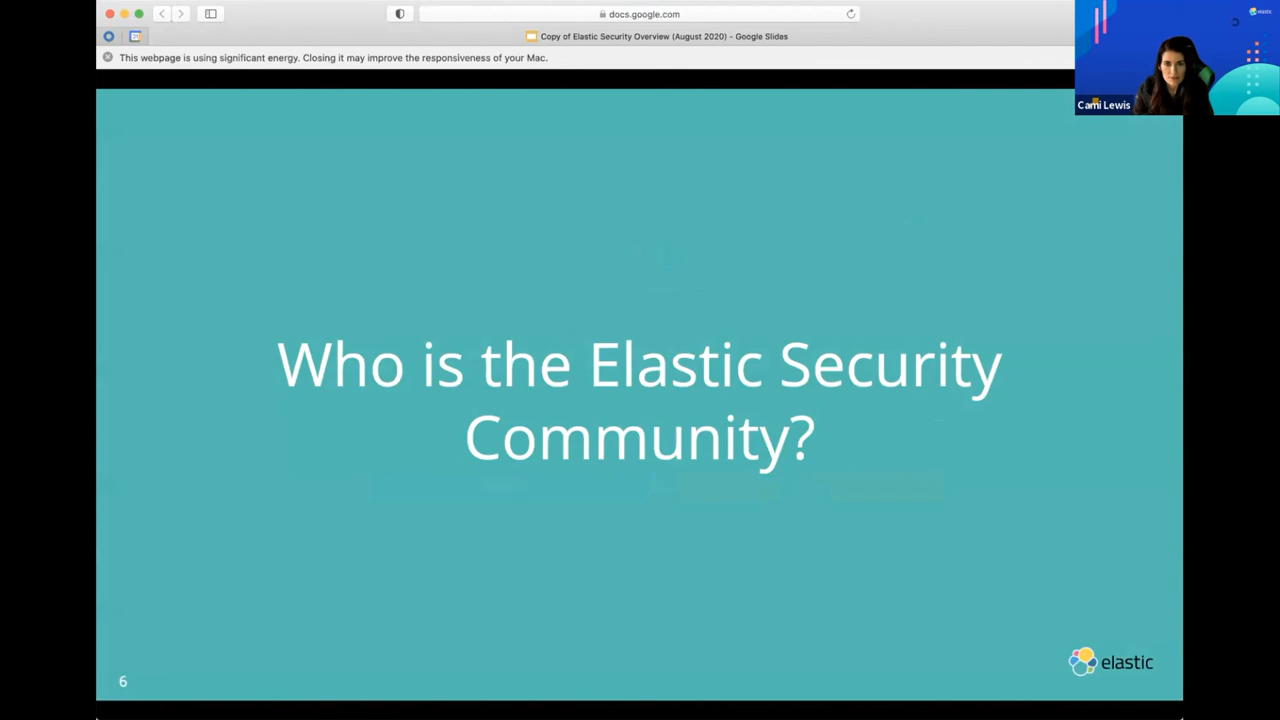 docs.google.com
Copy of Elastic Security Overview (August 2020) - Google Slides
This webpage is using significant energy. Closing it may improve the responsiveness of your Mac.
elastic
Cami Lewis
Who is the Elastic Security
Community?
6
elastic